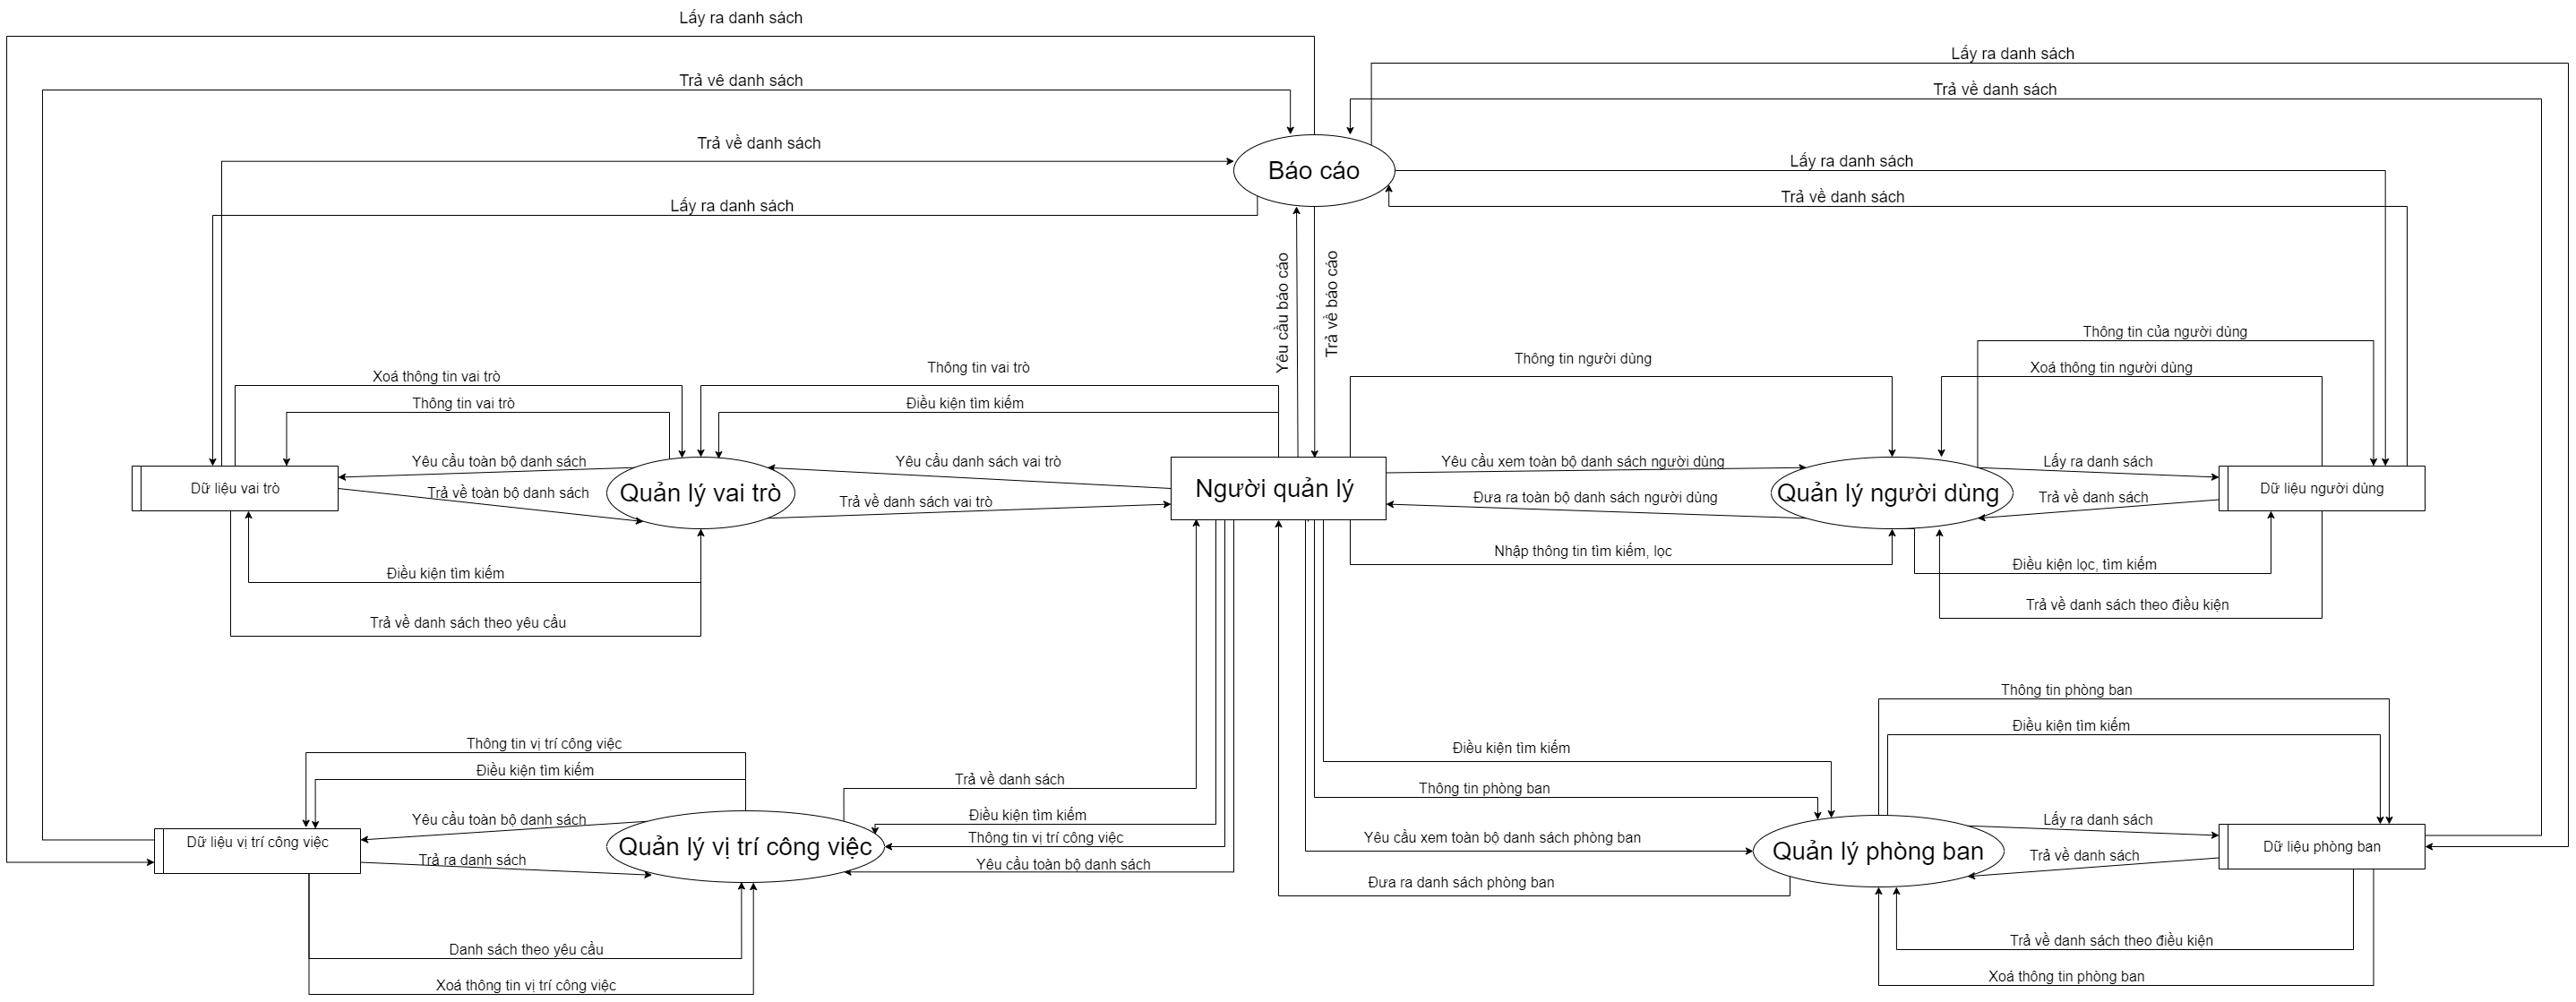 Lấy ra danh sách
Lấy ra danh sách
Trả vê danh sách
Trả về danh sách
Trả về danh sách
Báo cáo
Lấy ra danh sách
Lấy ra danh sách
Trả về danh sách
Yêu cầu báo cáo
Trả về báo cáo
Thông tin của người dùng
Thông tin vai trò
Thông tin người dùng
Xoá thông tin người dùng
Xoá thông tin vai trò
Thông tin vai trò
Điều kiện tìm kiếm
Yêu cầu toàn bộ danh sách
Yêu cầu danh sách vai trò
Yêu cầu xem toàn bộ danh sách người dùng
Lấy ra danh sách
Dữ liệu vai trò
Trả về toàn bộ danh sách
Quản lý vai trò
Trả về danh sách vai trò
Người quản lý
Đưa ra toàn bộ danh sách người dùng
Quản lý người dùng
Trả về danh sách
Dữ liệu người dùng
Nhập thông tin tìm kiếm, lọc
Điều kiện lọc, tìm kiếm
Điều kiện tìm kiếm
Trả về danh sách theo điều kiện
Trả về danh sách theo yêu cầu
Thông tin phòng ban
Điều kiện tìm kiếm
Thông tin vị trí công việc
Điều kiện tìm kiếm
Điều kiện tìm kiếm
Trả về danh sách
Thông tin phòng ban
Yêu cầu toàn bộ danh sách
Điều kiện tìm kiếm
Lấy ra danh sách
Dữ liệu vị trí công việc
Quản lý vị trí công việc
Thông tin vị trí công việc
Yêu cầu xem toàn bộ danh sách phòng ban
Quản lý phòng ban
Dữ liệu phòng ban
Trả ra danh sách
Yêu cầu toàn bộ danh sách
Trả về danh sách
Đưa ra danh sách phòng ban
Danh sách theo yêu cầu
Trả về danh sách theo điều kiện
Xoá thông tin vị trí công việc
Xoá thông tin phòng ban